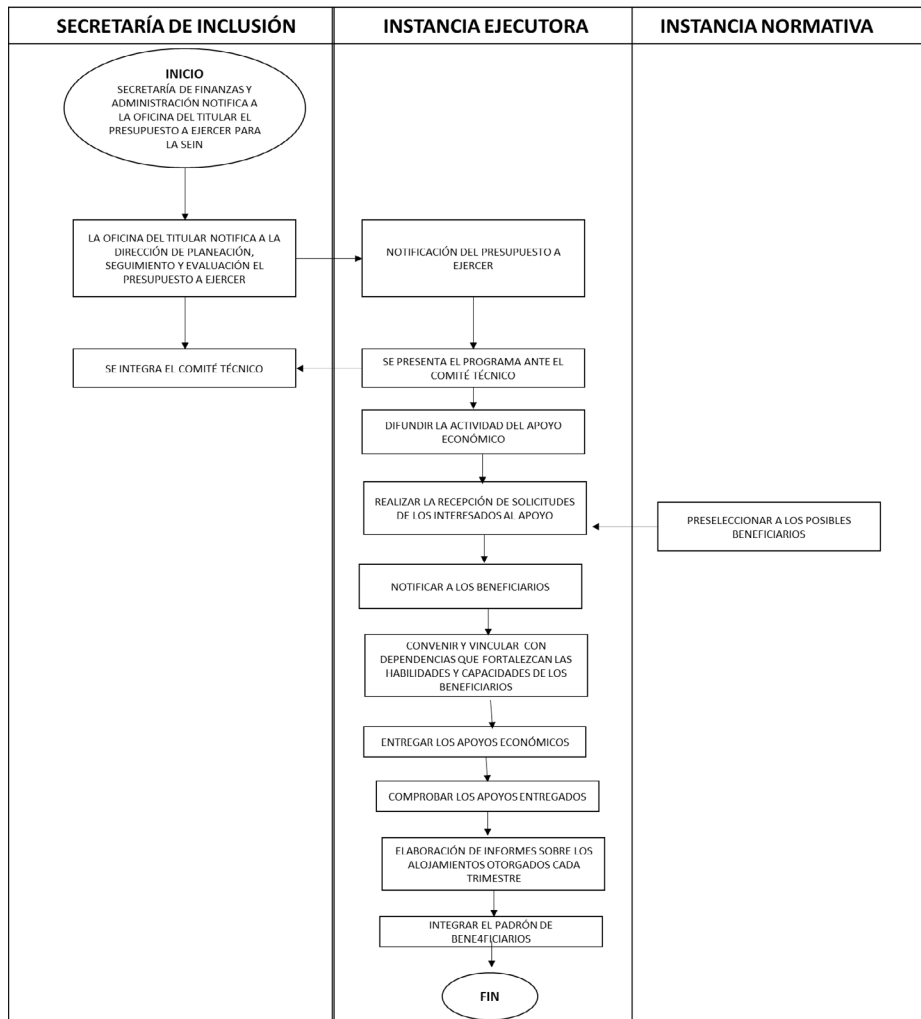 SECRETARÍA DE INCLUSIÓN
INSTANCIA EJECUTORA
INSTANCIA NORMATIVA
INICIO
SECRETARÍA DE FINANZAS Y
ADMINISTRACIÓN NOTIFICA A
LA OFICINA DEL TITULAR EL
PRESUPUESTO A EJERCER PARA
LA SEIN
LA OFICINA DEL TITULAR NOTIFICA A LA
DIRECCIÓN DE PLANEACIÓN,
SEGUIMIENTO Y EVALUACIÓN EL
PRESUPUESTO A EJERCER
NOTIFICACIÓN DEL PRESUPUESTO A
EJERCER
SE INTEGRA EL COMITÉ TÉCNICO
SE PRESENTA EL PROGRAMA ANTE EL
COMITÉ TÉCNICO
DIFUNDIR LA ACTIVIDAD DEL APOYO
ECONÓMICO
REALIZAR LA RECEPCIÓN DE SOLICITUDES
DE LOS INTERESADOS AL APOYO
PRESELECCIONAR A LOS POSIBLES
BENEFICIARIOS
NOTIFICAR A LOS BENEFICIARIOS
CONVENIR Y VINCULAR CON
DEPENDENCIAS QUE FORTALEZCAN LAS
HABILIDADES Y CAPACIDADES DE LOS
BENEFICIARIOS
ENTREGAR LOS APOYOS ECONÓMICOS
COMPROBAR LOS APOYOS ENTREGADOS
ELABORACIÓN DE INFORMES SOBRE LOS
ALOJAMIENTOS OTORGADOS CADA
TRIMESTRE
INTEGRAR EL PADRÓN DE
BENE4FICIARIOS
FIN